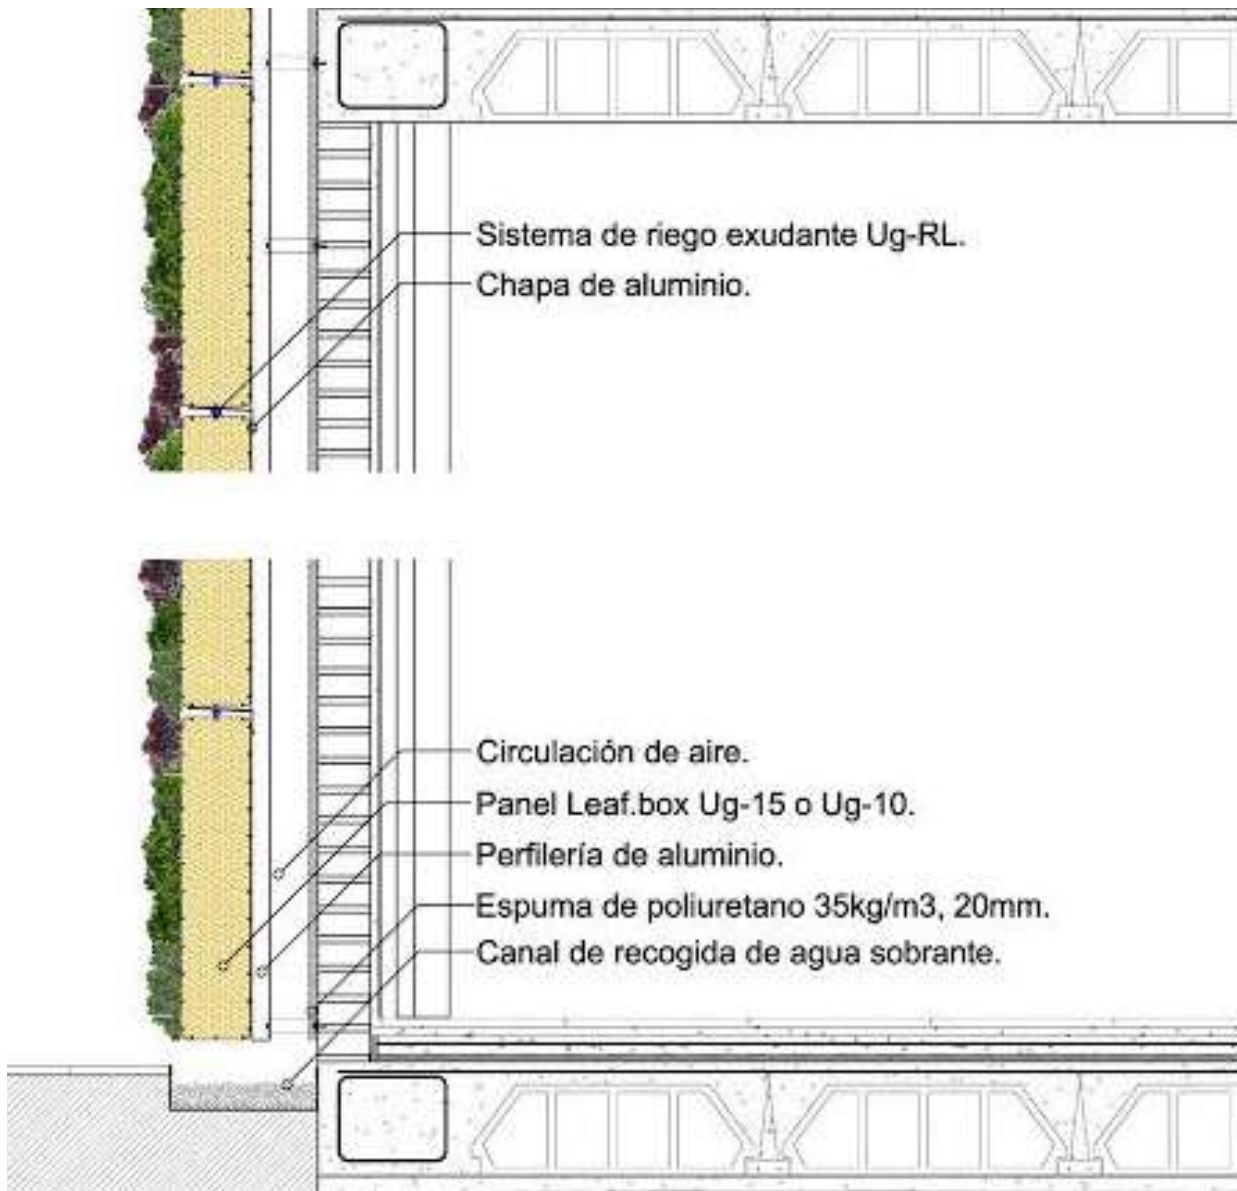 Sistema de riego exudante Ug-RL.
Chapa de aluminio.
Circulación de aire.
Panel Leaf.box Ug-15 o Ug-10.
Perfilería de aluminio.
Espuma de poliuretano 35kg/m3, 20mm.
Canal de recogida de agua sobrante.